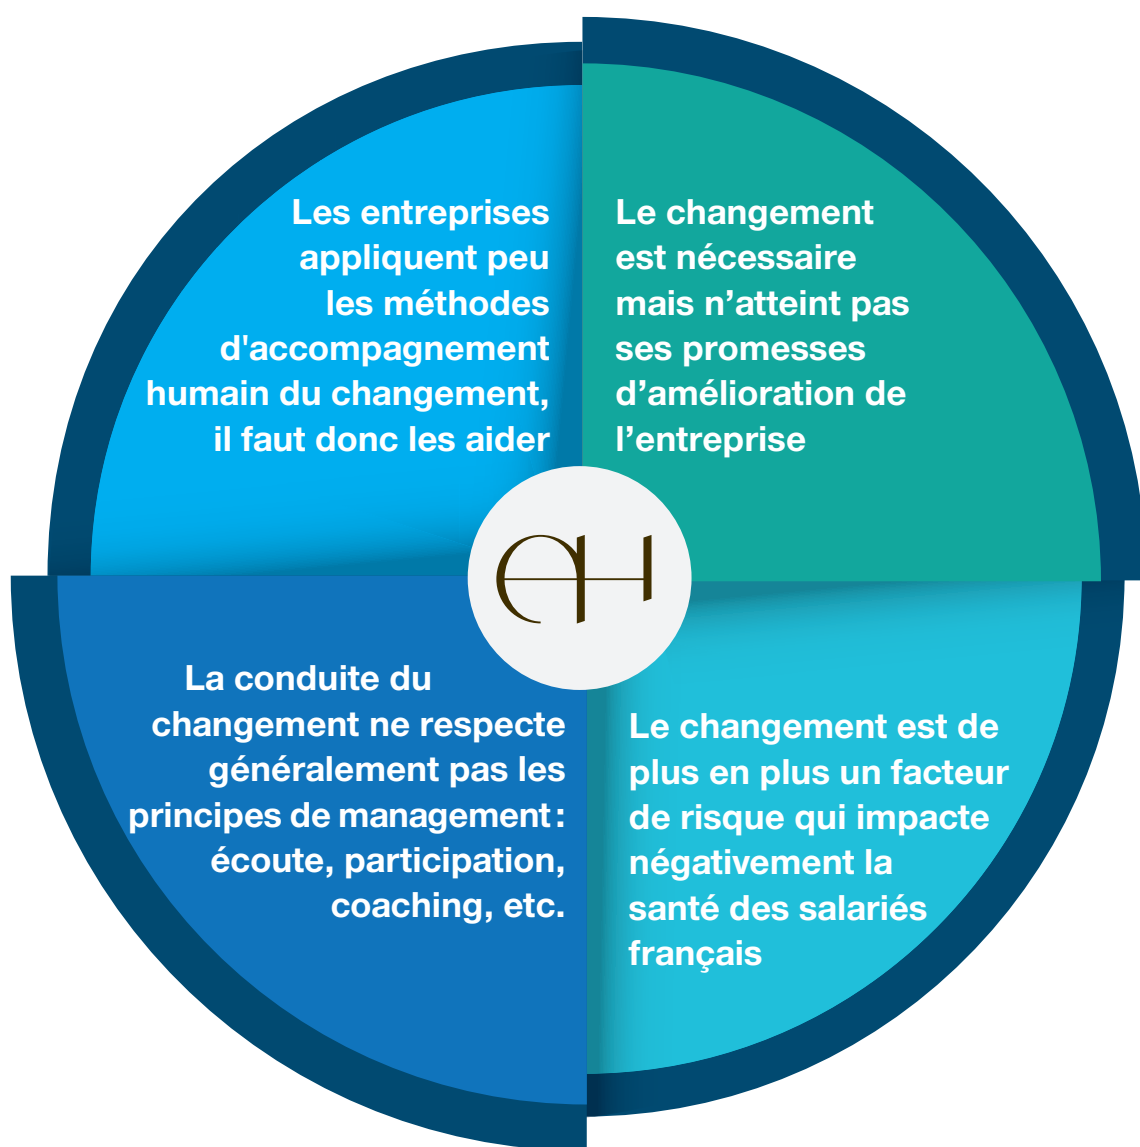 Les entreprises
appliquent peu
les méthodes
d'accompagnement
humain du changement,
il faut donc les aider
Le changement
est nécessaire
mais n’atteint pas
ses promesses
d’amélioration de
l’entreprise
AH
La conduite du
changement ne respecte
généralement pas les
principes de management :
écoute, participation,
coaching, etc.
Le changement est de
plus en plus un facteur
de risque qui impacte
négativement la
santé des salariés
français